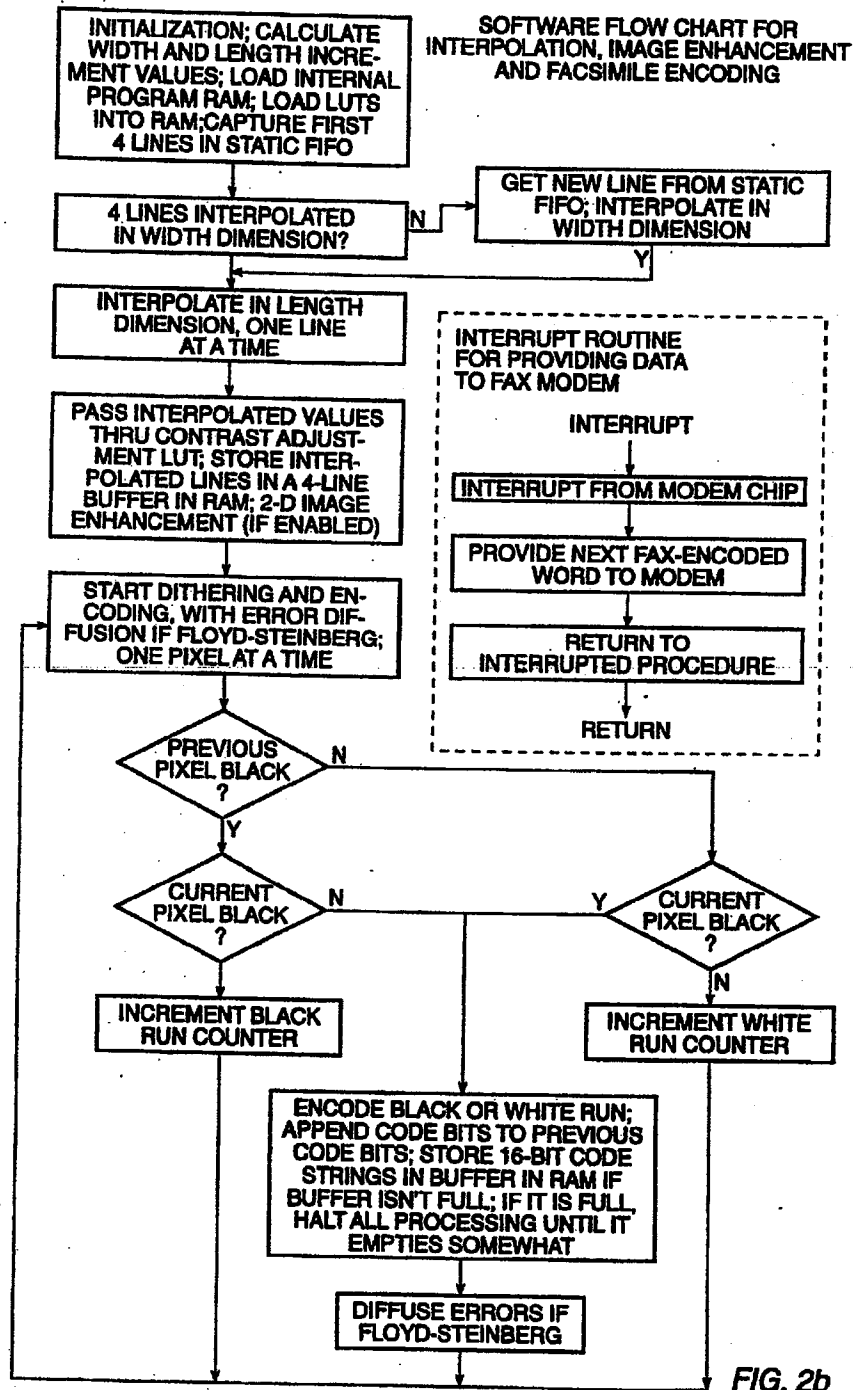 SOFTWARE FLOW CHART FOR
INTERPOLATION, IMAGE ENHANCEMENT
AND FACSIMILE ENCODING
INITIALIZATION; CALCULATE
WIDTH AND LENGTH INCRE-
MENT VALUES; LOAD INTERNAL
PROGRAM RAM; LOAD LUTS
INTO RAM;CAPTURE FIRST
4 LINES IN STATIC FIFO
4 LINES INTERPOLATED
IN WIDTH DIMENSION?
N
GET NEW LINE FROM STATIC
FIFO; INTERPOLATE IN
WIDTH DIMENSION
Y
INTERPOLATE IN LENGTH
DIMENSION, ONE LINE
AT A TIME
PASS INTERPOLATED VALUES
THRU CONTRAST ADJUST-
MENT LUT; STORE INTER-
POLATED LINES IN A 4-LINE
BUFFER IN RAM; 2-D IMAGE
ENHANCEMENT (IF ENABLED)
START DITHERING AND EN-
CODING, WITH ERROR DIF-
FUSION IF FLOYD-STEINBERG;
ONE PIXEL AT A TIME
INTERRUPT ROUTINE
FOR PROVIDING DATA
TO FAX MODEM
INTERRUPT
INTERRUPT FROM MODEM CHIP
PROVIDE NEXT FAX-ENCODED
WORD TO MODEM
RETURN TO
INTERRUPTED PROCEDURE
RETURN
PREVIOUS
PIXEL BLACK
?
N
Y
CURRENT
PIXEL BLACK
?
N
Y
CURRENT
PIXEL BLACK
?
N
INCREMENT BLACK
RUN COUNTER
INCREMENT WHITE
RUN COUNTER
ENCODE BLACK OR WHITE RUN;
APPEND CODE BITS TO PREVIOUS
CODE BITS; STORE 16-BIT CODE
STRINGS IN BUFFER IN RAM IF
BUFFER ISN'T FULL; IF IT IS FULL,
HALT ALL PROCESSING UNTIL IT
EMPTIES SOMEWHAT
DIFFUSE ERRORS IF
FLOYD-STEINBERG
FIG. 2b